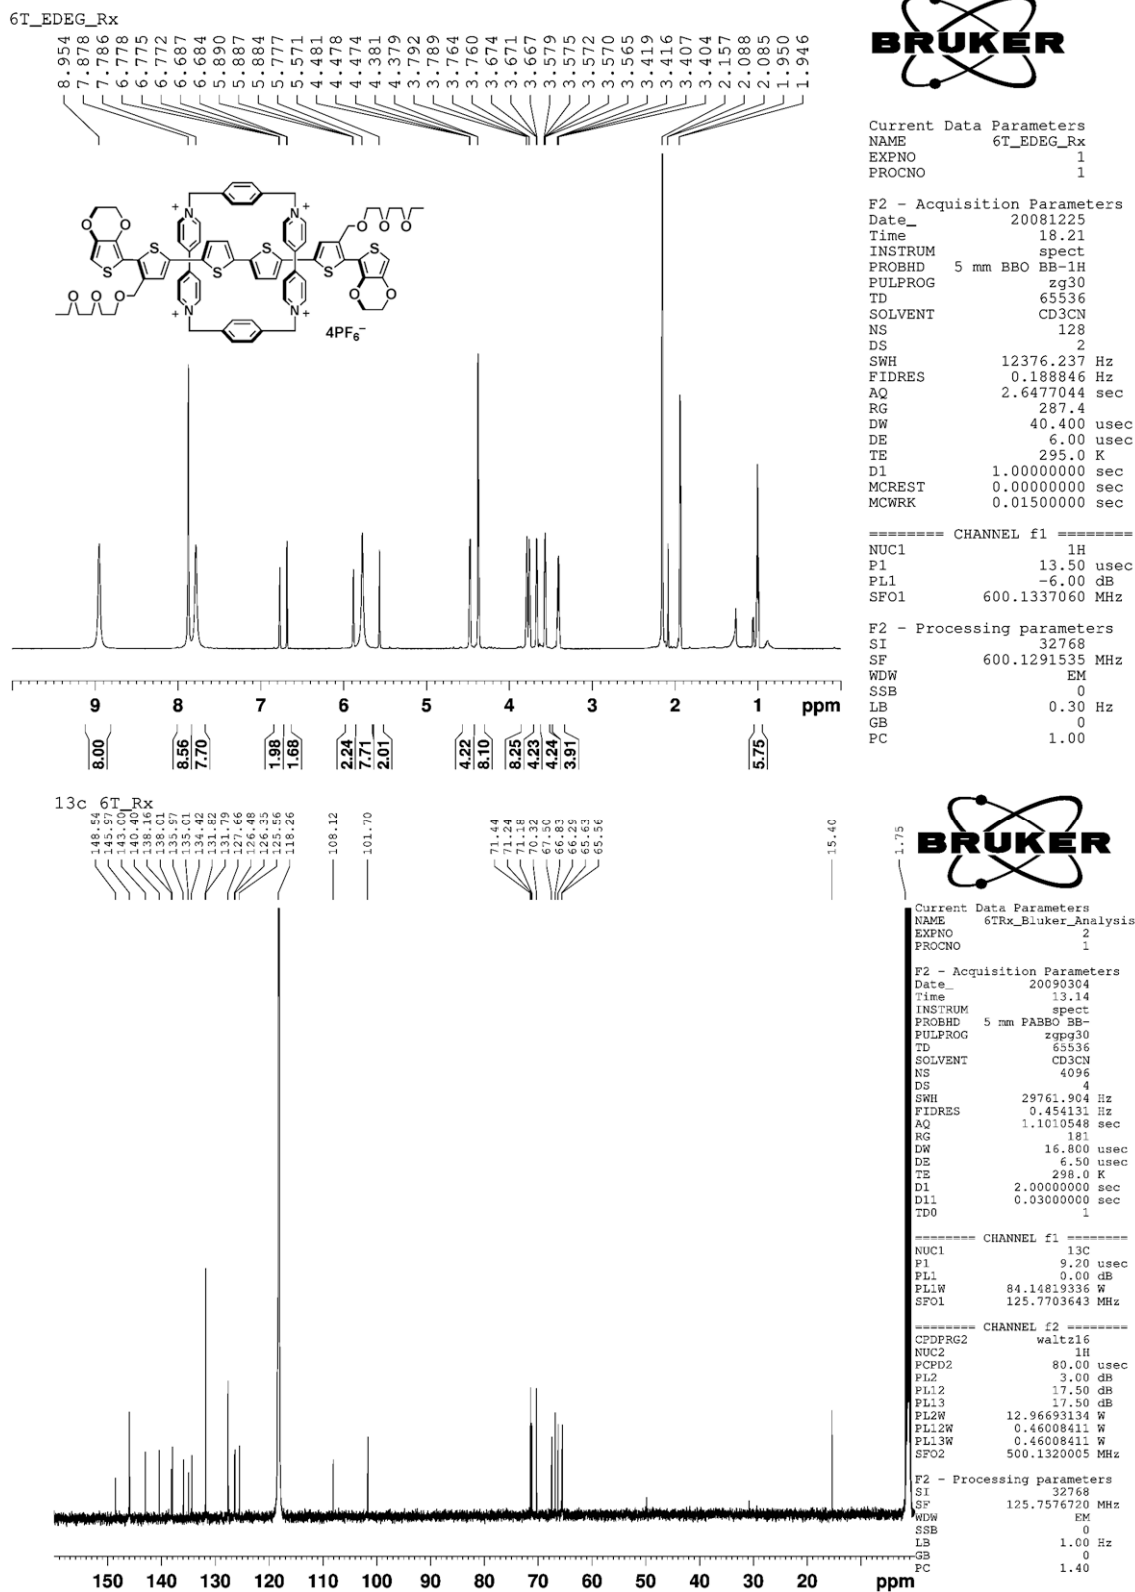 6T_EDEG_Rx
8.954
7.878
7.786
6.778
6.775
6.772
6.687
6.684
5.890
5.887
5.884
5.777
5.571
4.481
4.478
4.474
4.381
4.379
3.792
3.789
3.764
3.760
3.674
3.671
3.667
3.579
3.575
3.572
3.570
3.565
3.419
3.416
3.407
3.404
2.157
2.088
2.085
1.950
1.946
BRUKER
Current Data Parameters
NAME 6T_EDEG_Rx
EXPNO 1
PROCNO 1
F2 - Acquisition Parameters
Date_ 20081225
Time 18.21
INSTRUM spect
PROBHD 5 mm BBO BB-1H
PULPROG zg30
TD 65536
SOLVENT CD3CN
NS 128
DS 2
SWH 12376.237 Hz
FIDRES 0.188846 Hz
AQ 2.6477044 sec
RG 287.4
DW 40.400 usec
DE 6.00 usec
TE 295.0 K
D1 1.00000000 sec
MCREST 0.00000000 sec
MCWRK 0.01500000 sec
======== CHANNEL f1 ========
NUC1 1H
P1 13.50 usec
PL1 -6.00 dB
SFO1 600.1337060 MHz
F2 - Processing parameters
SI 32768
SF 600.1291535 MHz
WDW EM
SSB 0
LB 0.30 Hz
GB 0
PC 1.00
4PF6−
9 8 7 6 5 4 3 2 1 ppm
8.00
8.56
7.70
1.98
1.68
2.24
7.71
2.01
4.22
8.10
8.25
4.23
4.24
3.91
5.75
13c 6T_Rx
148.54
145.97
143.00
140.40
138.16
138.01
135.97
135.01
134.42
131.82
131.79
127.66
126.48
126.35
125.56
118.26
108.12
101.70
71.44
71.24
71.18
70.32
67.50
66.83
66.29
65.63
65.56
15.40
1.75
BRUKER
Current Data Parameters
NAME 6TRx_Bluker_Analysis
EXPNO 2
PROCNO 1
F2 - Acquisition Parameters
Date_ 20090304
Time 13.14
INSTRUM spect
PROBHD 5 mm PABBO BB-
PULPROG zgpg30
TD 65536
SOLVENT CD3CN
NS 4096
DS 4
SWH 29761.904 Hz
FIDRES 0.454131 Hz
AQ 1.1010548 sec
RG 181
DW 16.800 usec
DE 6.50 usec
TE 298.0 K
D1 2.00000000 sec
D11 0.03000000 sec
TD0 1
======== CHANNEL f1 ========
NUC1 13C
P1 9.20 usec
PL1 0.00 dB
PL1W 84.14819336 W
SFO1 125.7703643 MHz
======== CHANNEL f2 ========
CPDPRG2 waltz16
NUC2 1H
PCPD2 80.00 usec
PL2 3.00 dB
PL12 17.50 dB
PL13 17.50 dB
PL2W 12.96693134 W
PL12W 0.46008411 W
PL13W 0.46008411 W
SFO2 500.1320005 MHz
F2 - Processing parameters
SI 32768
SF 125.7576720 MHz
WDW EM
SSB 0
LB 1.00 Hz
GB 0
PC 1.40
150 140 130 120 110 100 90 80 70 60 50 40 30 20 ppm